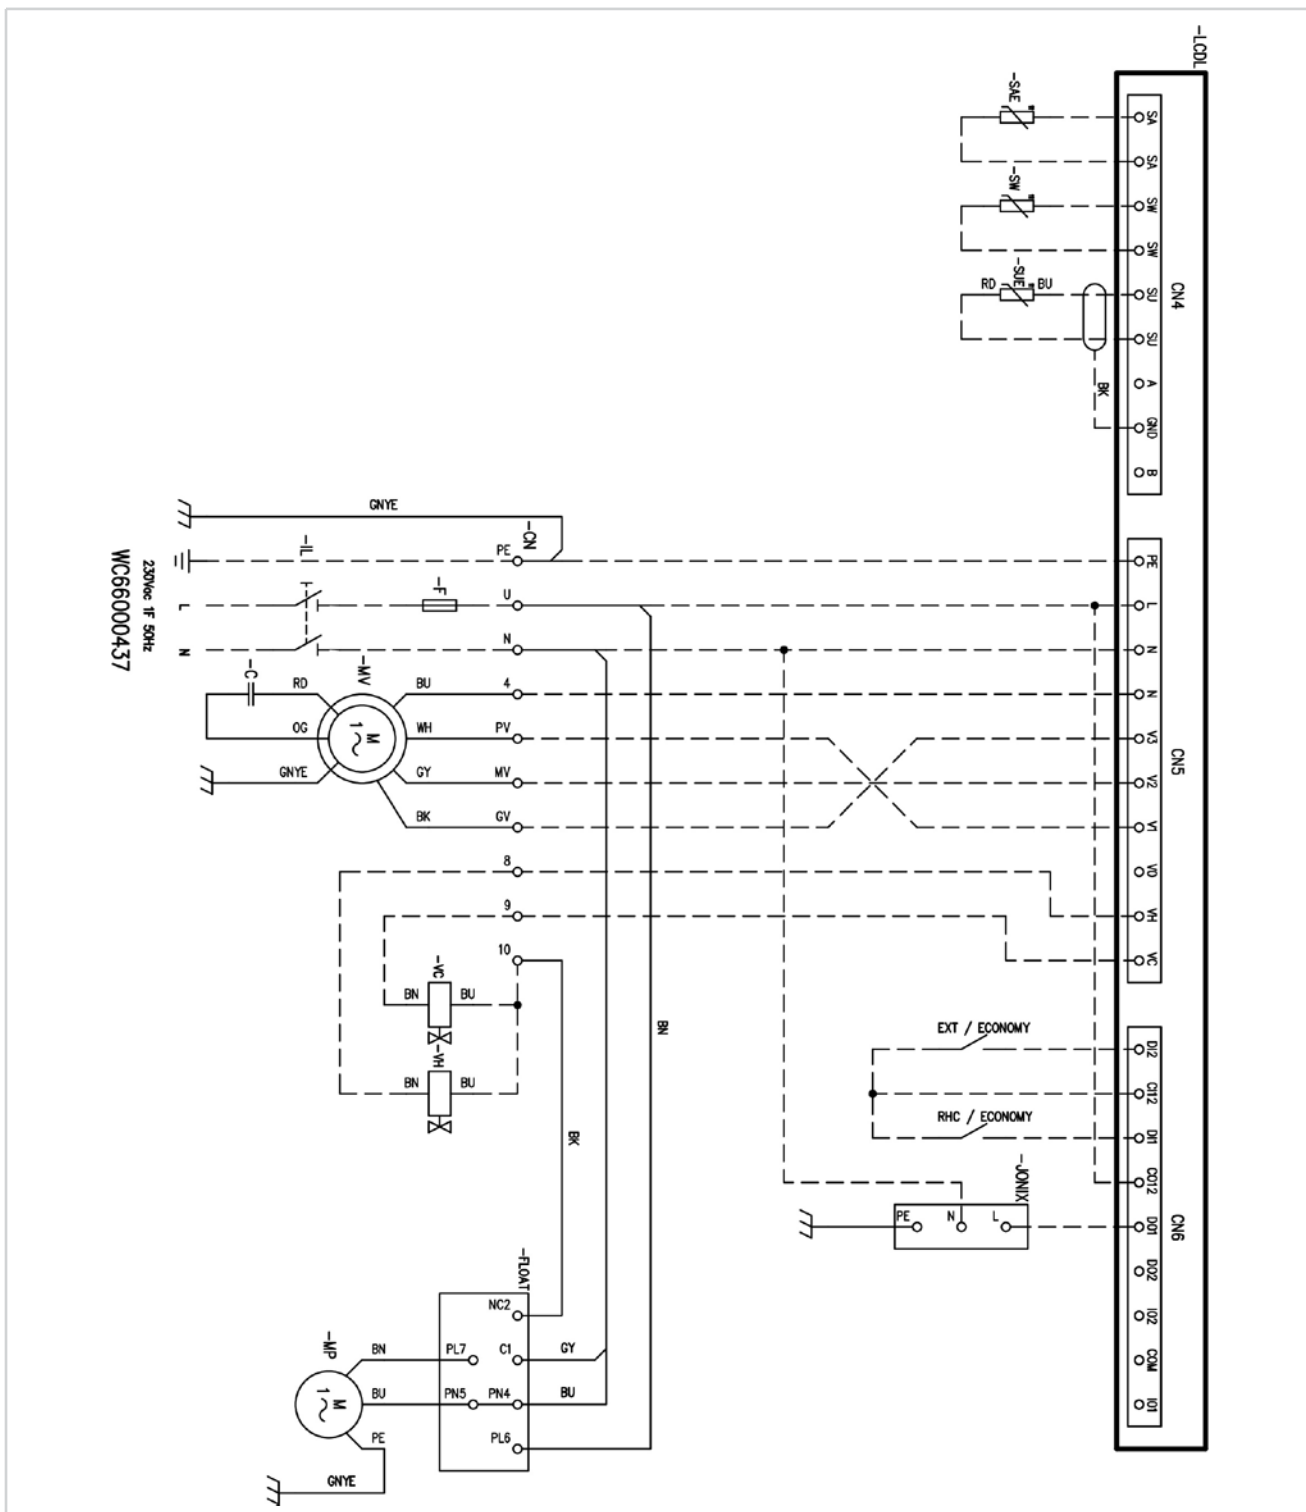 -LCDL
-SAE
SA
SA
-SW
SW
SW
-SUE
RD
BU
SU
SU
CN4
A
BK
GND
B
GNYE
-CN
-IL
PE
PE
230Vac 1F 50Hz
WC66000437
L
-F
U
L
N
N
N
-MV
-C
RD
BU
4
N
OG
M
1
WH
PV
V3
CN5
GNYE
GY
MV
V2
BK
GV
V1
8
VD
9
VH
10
VC
-VC
BN
BU
BN
EXT / ECONOMY
DI2
-VH
BN
BU
CI12
BK
RHC / ECONOMY
DI1
-JONIX
CO12
PE
N
L
DO1
CN6
-FLOAT
DO2
NC2
IO2
-MP
BN
PL7
C1
GY
COM
M
1
BU
PN5
PN4
BU
IO1
PE
PL6
GNYE